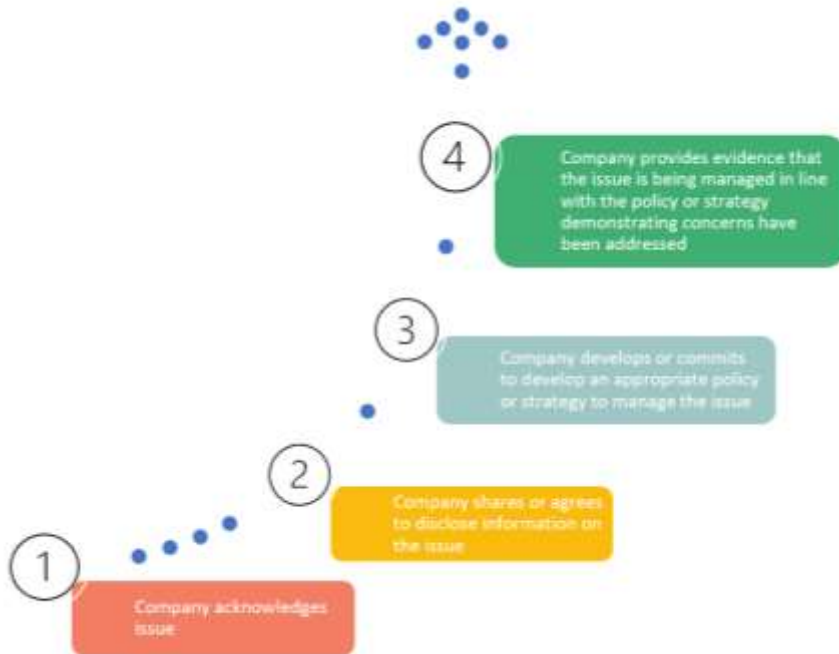 4
Company provides evidence that
the issue is being managed in line
with the policy or strategy
demonstrating concerns have
been addressed
3
Company develops or commits
to develop an appropriate policy
or strategy to manage the issue
2
Company shares or agrees
to disclose information on
the issue
1
Company acknowledges
issue